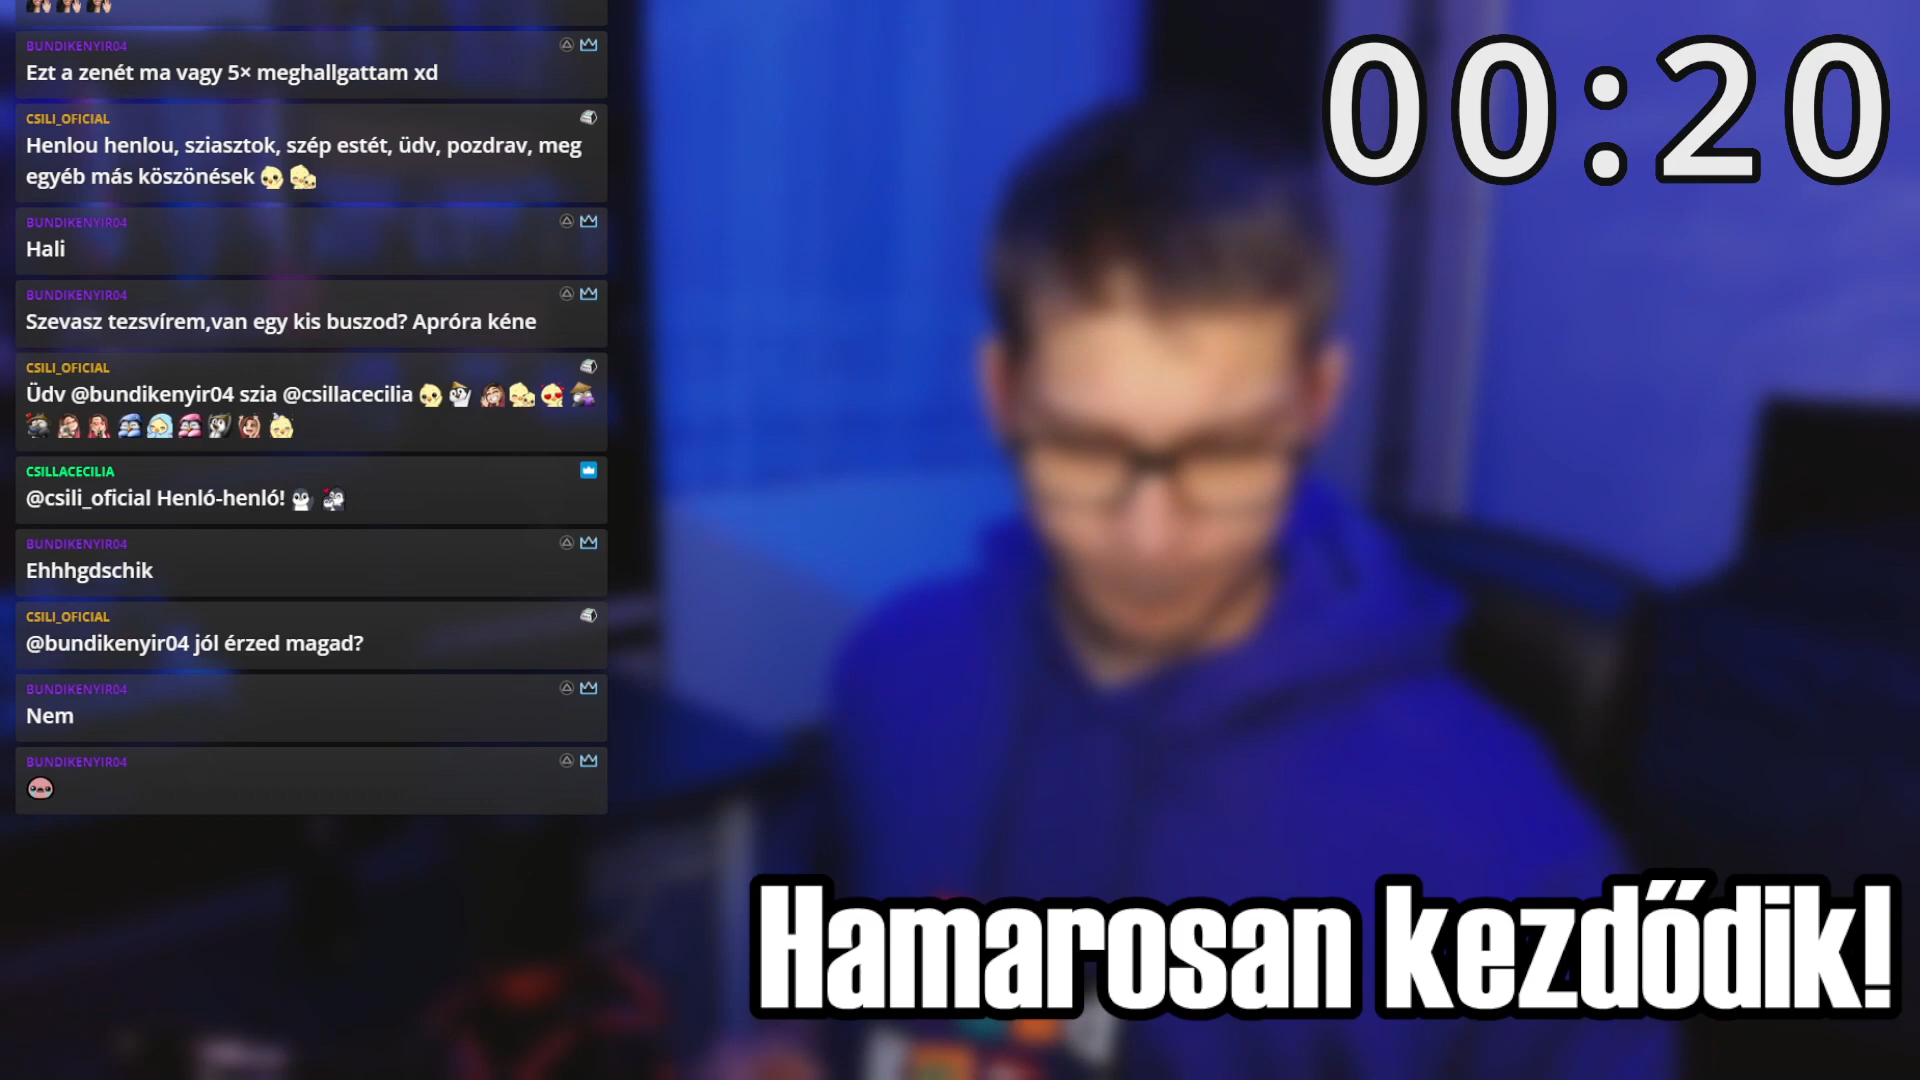 BUNDIKENYIR04
Ezt a zenét ma vagy 5× meghallgattam xd
CSILI_OFICIAL
Henlou henlou, sziasztok, szép estét, üdv, pozdrav, meg
egyéb más köszönések
BUNDIKENYIR04
Hali
BUNDIKENYIR04
Szevasz tezsvírem,van egy kis buszod? Apróra kéne
CSILI_OFICIAL
Üdv @bundikenyir04 szia @csillacecilia
CSILLACECILIA
@csili_oficial Henló-henló!
BUNDIKENYIR04
Ehhhgdschik
CSILI_OFICIAL
@bundikenyir04 jól érzed magad?
BUNDIKENYIR04
Nem
BUNDIKENYIR04
00:20
Hamarosan kezdődik!